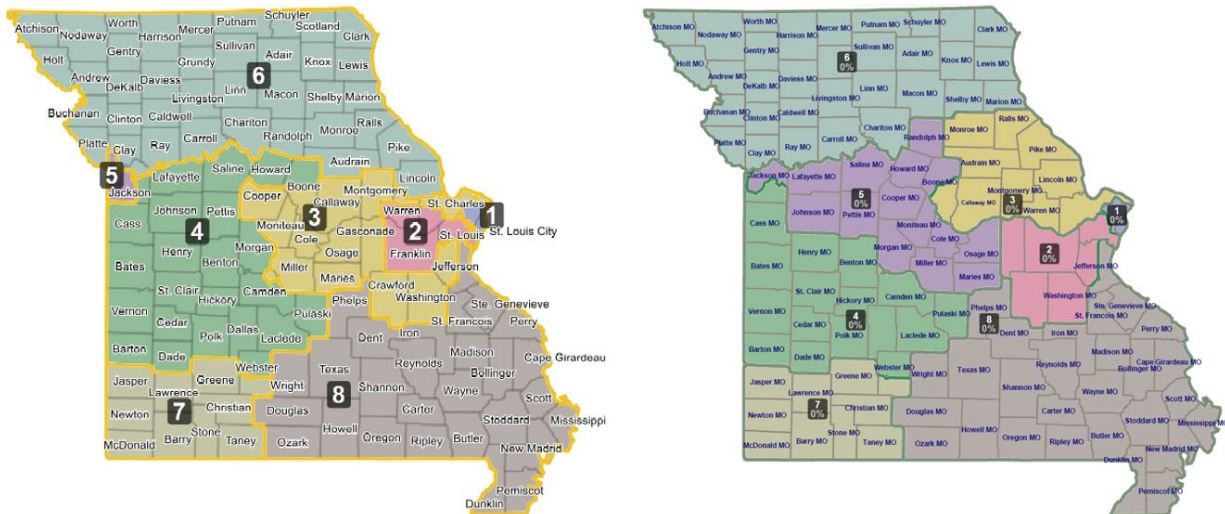 Schuyler
Worth
Putnam
Atchison
Mercer
Scotland
Nodaway
Harrison
Clark
Gentry
Sullivan
Adair
Knox
Lewis
Holt
Grundy
6
Andrew
Daviess
DeKalb
Linn
Macon
Livingston
Shelby
Marion
Buchanan
Clinton
Caldwell
Chariton
Ralls
Carroll
Randolph
Monroe
Platte
Clay
Ray
Pike
Audrain
5
Saline
Howard
Lafayette
Jackson
Boone
Montgomery
Lincoln
Cooper
Callaway
St. Charles
1
Johnson
Pettis
3
Warren
4
Moniteau
2
St. Louis
St. Louis City
Cass
Cole
Gasconade
Henry
Morgan
Osage
Franklin
Bates
Benton
Miller
Maries
Jefferson
St. Clair
Camden
Crawford
Hickory
Phelps
Washington
Ste. Genevieve
Vernon
Pulaski
St. Francois
Perry
Cedar
Dallas
Polk
Laclede
Dent
Iron
Barton
Dade
Madison
Cape Girardeau
Webster
Texas
Reynolds
Bollinger
Jasper
Greene
Wright
8
Shannon
Wayne
Scott
Lawrence
7
Christian
Douglas
Carter
Mississippi
Newton
Stoddard
Stone
Howell
McDonald
Barry
Taney
Ozark
Oregon
Ripley
Butler
New Madrid
Pemiscot
Dunklin
Atchison MO
Worth MO
Putnam MO
Schuyler MO
Nodaway MO
Harrison MO
Mercer MO
Clark MO
Gentry MO
Sullivan MO
Adair MO
Knox MO
Lewis MO
Holt MO
6
0%
Andrew MO
Daviess MO
DeKalb MO
Linn MO
Macon MO
Livingston MO
Shelby MO
Marion MO
Buchanan MO
Caldwell MO
Clinton MO
Chariton MO
Ralls MO
Platte MO
Carroll MO
Randolph MO
Monroe MO
Clay MO
Ray MO
Pike MO
Saline MO
Audrain MO
Jackson MO
Lafayette MO
Howard MO
Boone MO
Lincoln MO
5
0%
Cooper MO
Montgomery MO
Callaway MO
3
0%
Warren MO
1
0%
Johnson MO
Pettis MO
Moniteau MO
Cass MO
Cole MO
Henry MO
Morgan MO
Osage MO
2
0%
Bates MO
Benton MO
Miller MO
Jefferson MO
Maries MO
St. Clair MO
Camden MO
Washington MO
Hickory MO
Phelps MO
Ste. Genevieve MO
Vernon MO
4
0%
Pulaski MO
8
0%
St. Francois MO
Cedar MO
Polk MO
Laclede MO
Dent MO
Iron MO
Perry MO
Barton MO
Dade MO
Madison MO
Webster MO
Reynolds MO
Cape Girardeau MO
Jasper MO
Greene MO
Wright MO
Texas MO
Bollinger MO
Lawrence MO
Shannon MO
Wayne MO
Scott MO
7
0%
Newton MO
Christian MO
Douglas MO
Carter MO
Stoddard MO
Mississippi MO
Stone MO
Howell MO
McDonald MO
Barry MO
Taney MO
Ozark MO
Oregon MO
Ripley MO
Butler MO
New Madrid MO
Dunklin MO
Pemiscot MO